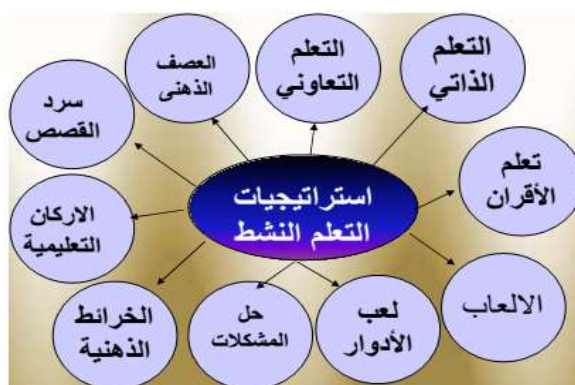 استراتيجيات
التعلم النشط
التعلم
الذاتي
التعلم
التعاوني
العصف
الذهنى
سرد
القصص
الاركان
التعليمية
الخرائط
الذهنية
حل
المشكلات
لعب
الأدوار
الالعاب
تعلم
الأقران